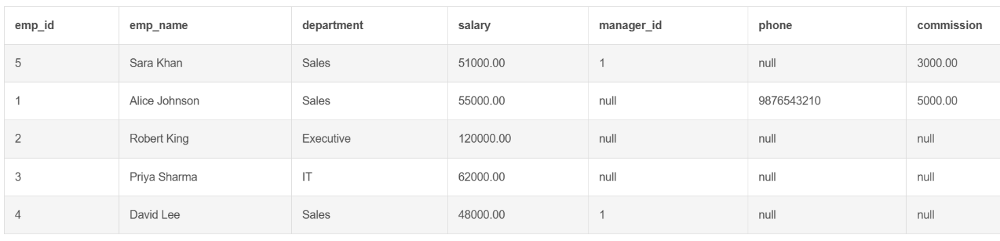 emp_id emp_name department salary manager_id phone commission
5 Sara Khan Sales 51000.00 1 null 3000.00
1 Alice Johnson Sales 55000.00 null 9876543210 5000.00
2 Robert King Executive 120000.00 null null null
3 Priya Sharma IT 62000.00 null null null
4 David Lee Sales 48000.00 1 null null